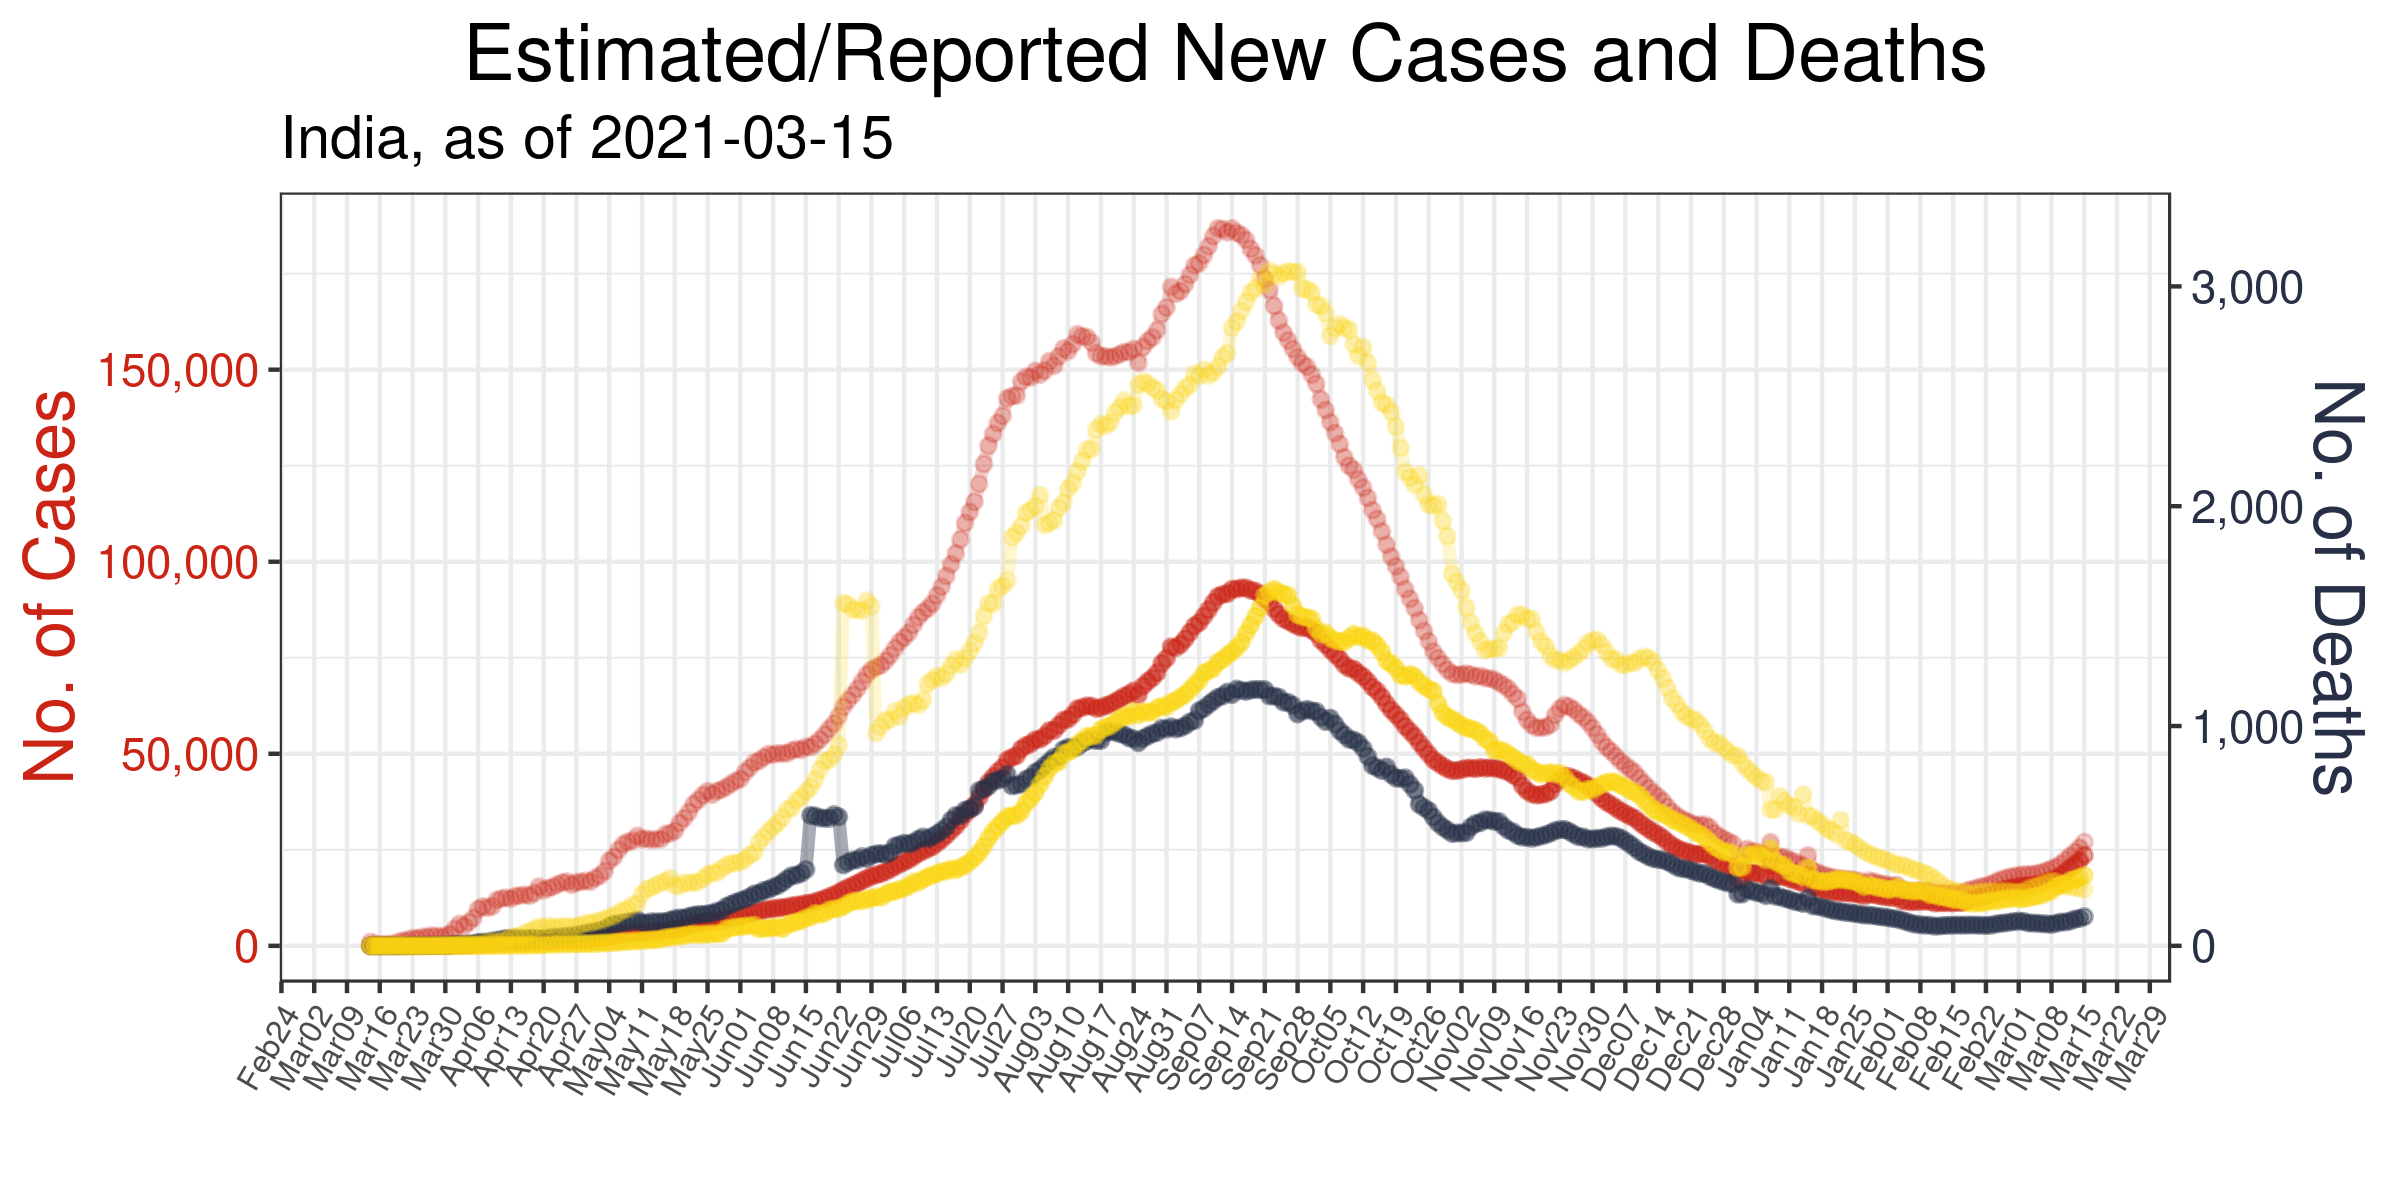 Estimated/Reported New Cases and Deaths
India, as of 2021-03-15
No. of Cases
150,000
100,000
50,000
0
3,000
2,000
1,000
0
No. of Deaths
Feb24 Mar02 Mar09 Mar16 Mar23 Mar30 Apr06 Apr13 Apr20 Apr27 May04 May11 May18 May25 Jun01 Jun08 Jun15 Jun22 Jun29 Jul06 Jul13 Jul20 Jul27 Aug03 Aug10 Aug17 Aug24 Aug31 Sep07 Sep14 Sep21 Sep28 Oct05 Oct12 Oct19 Oct26 Nov02 Nov09 Nov16 Nov23 Nov30 Dec07 Dec14 Dec21 Dec28 Jan04 Jan11 Jan18 Jan25 Feb01 Feb08 Feb15 Feb22 Mar01 Mar08 Mar15 Mar22 Mar29